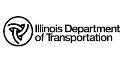 Illinois Department
of Transportation